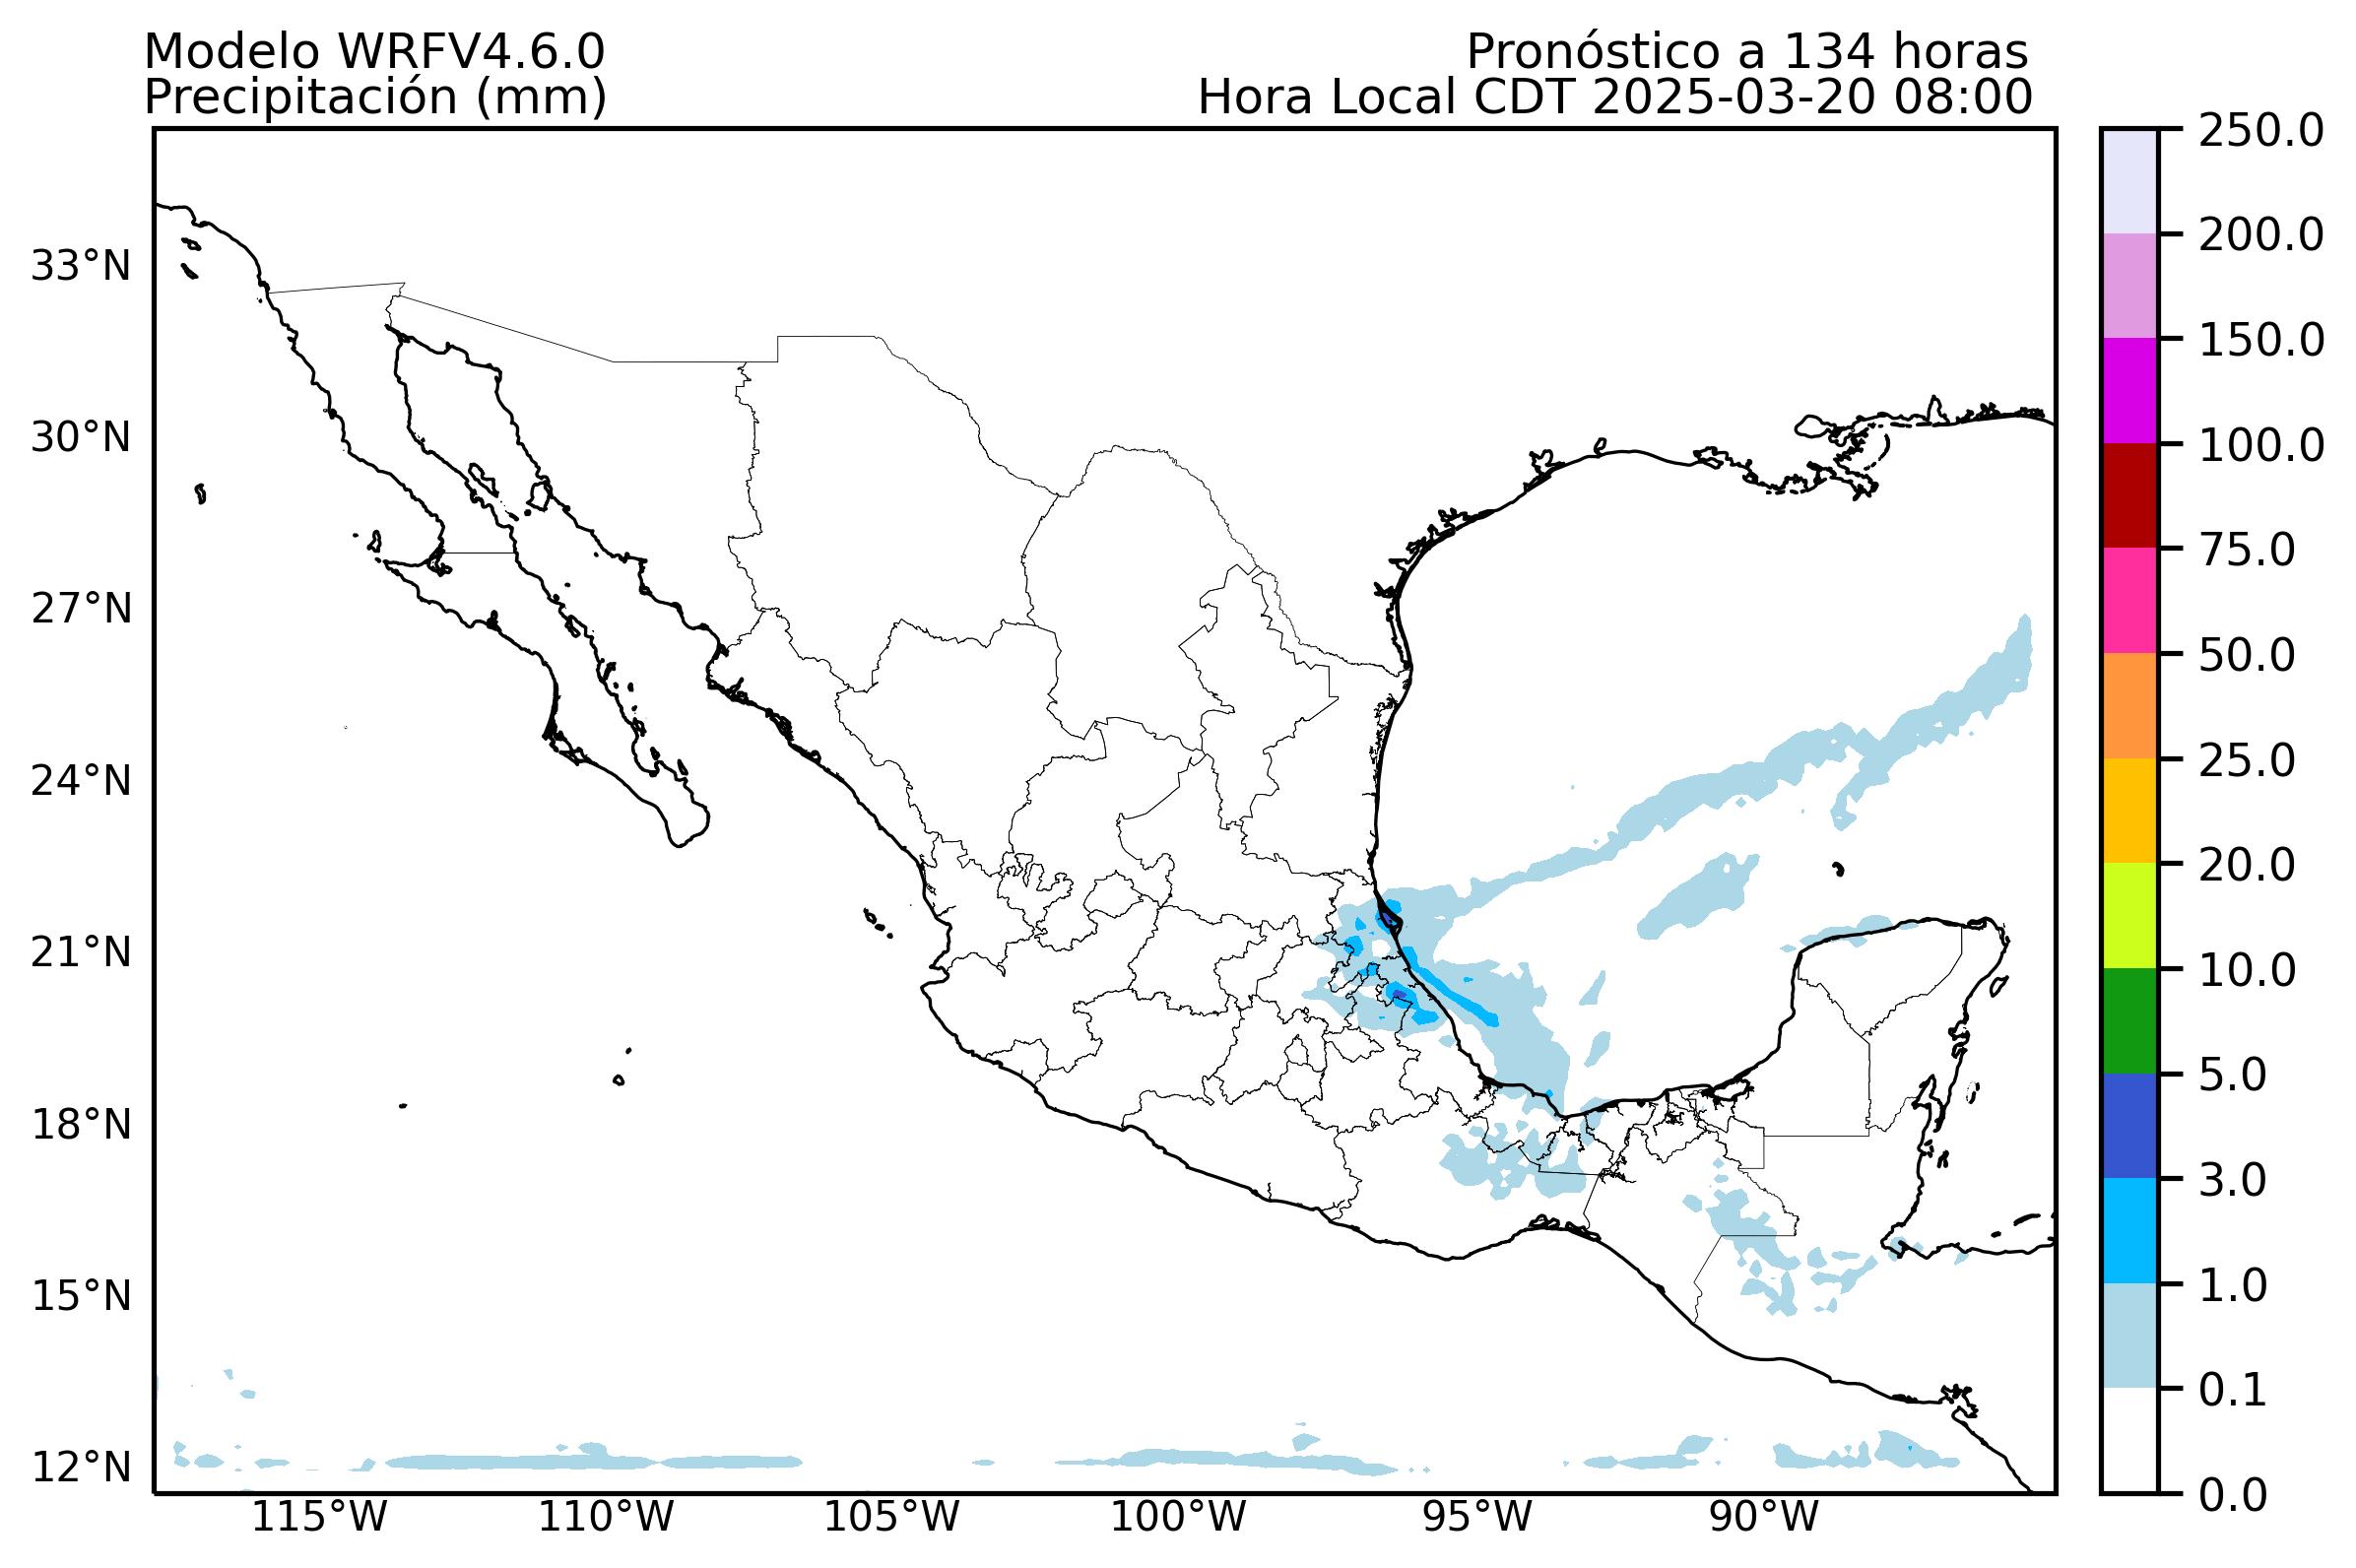 Modelo WRFV4.6.0
Precipitación (mm)
Pronóstico a 134 horas
Hora Local CDT 2025-03-20 08:00
33°N
30°N
27°N
24°N
21°N
18°N
15°N
12°N
115°W
110°W
105°W
100°W
95°W
90°W
250.0
200.0
150.0
100.0
75.0
50.0
25.0
20.0
10.0
5.0
3.0
1.0
0.1
0.0